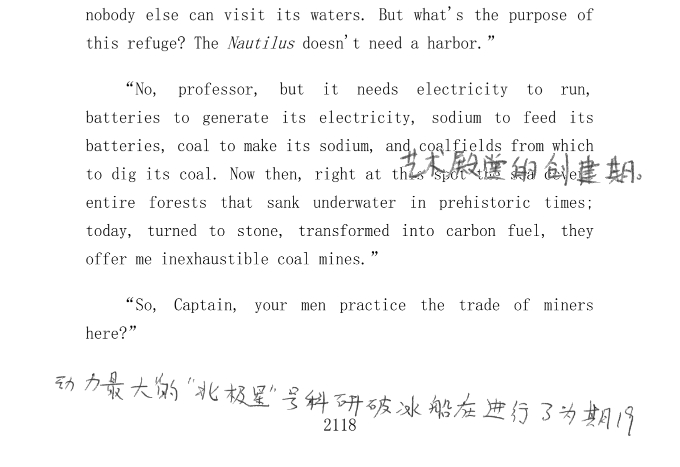 nobody else can visit its waters. But what's the purpose of
this refuge? The Nautilus doesn't need a harbor.”
“No, professor, but it needs electricity to run,
batteries to generate its electricity, sodium to feed its
batteries, coal to make its sodium, and coalfields from which
艺术殿堂的创建期。
to dig its coal. Now then, right at this spot the sea covers
entire forests that sank underwater in prehistoric times;
today, turned to stone, transformed into carbon fuel, they
offer me inexhaustible coal mines.”
“So, Captain, your men practice the trade of miners
here?”
动力最大的“北极星”号科研破冰船在进行了为期19
2118